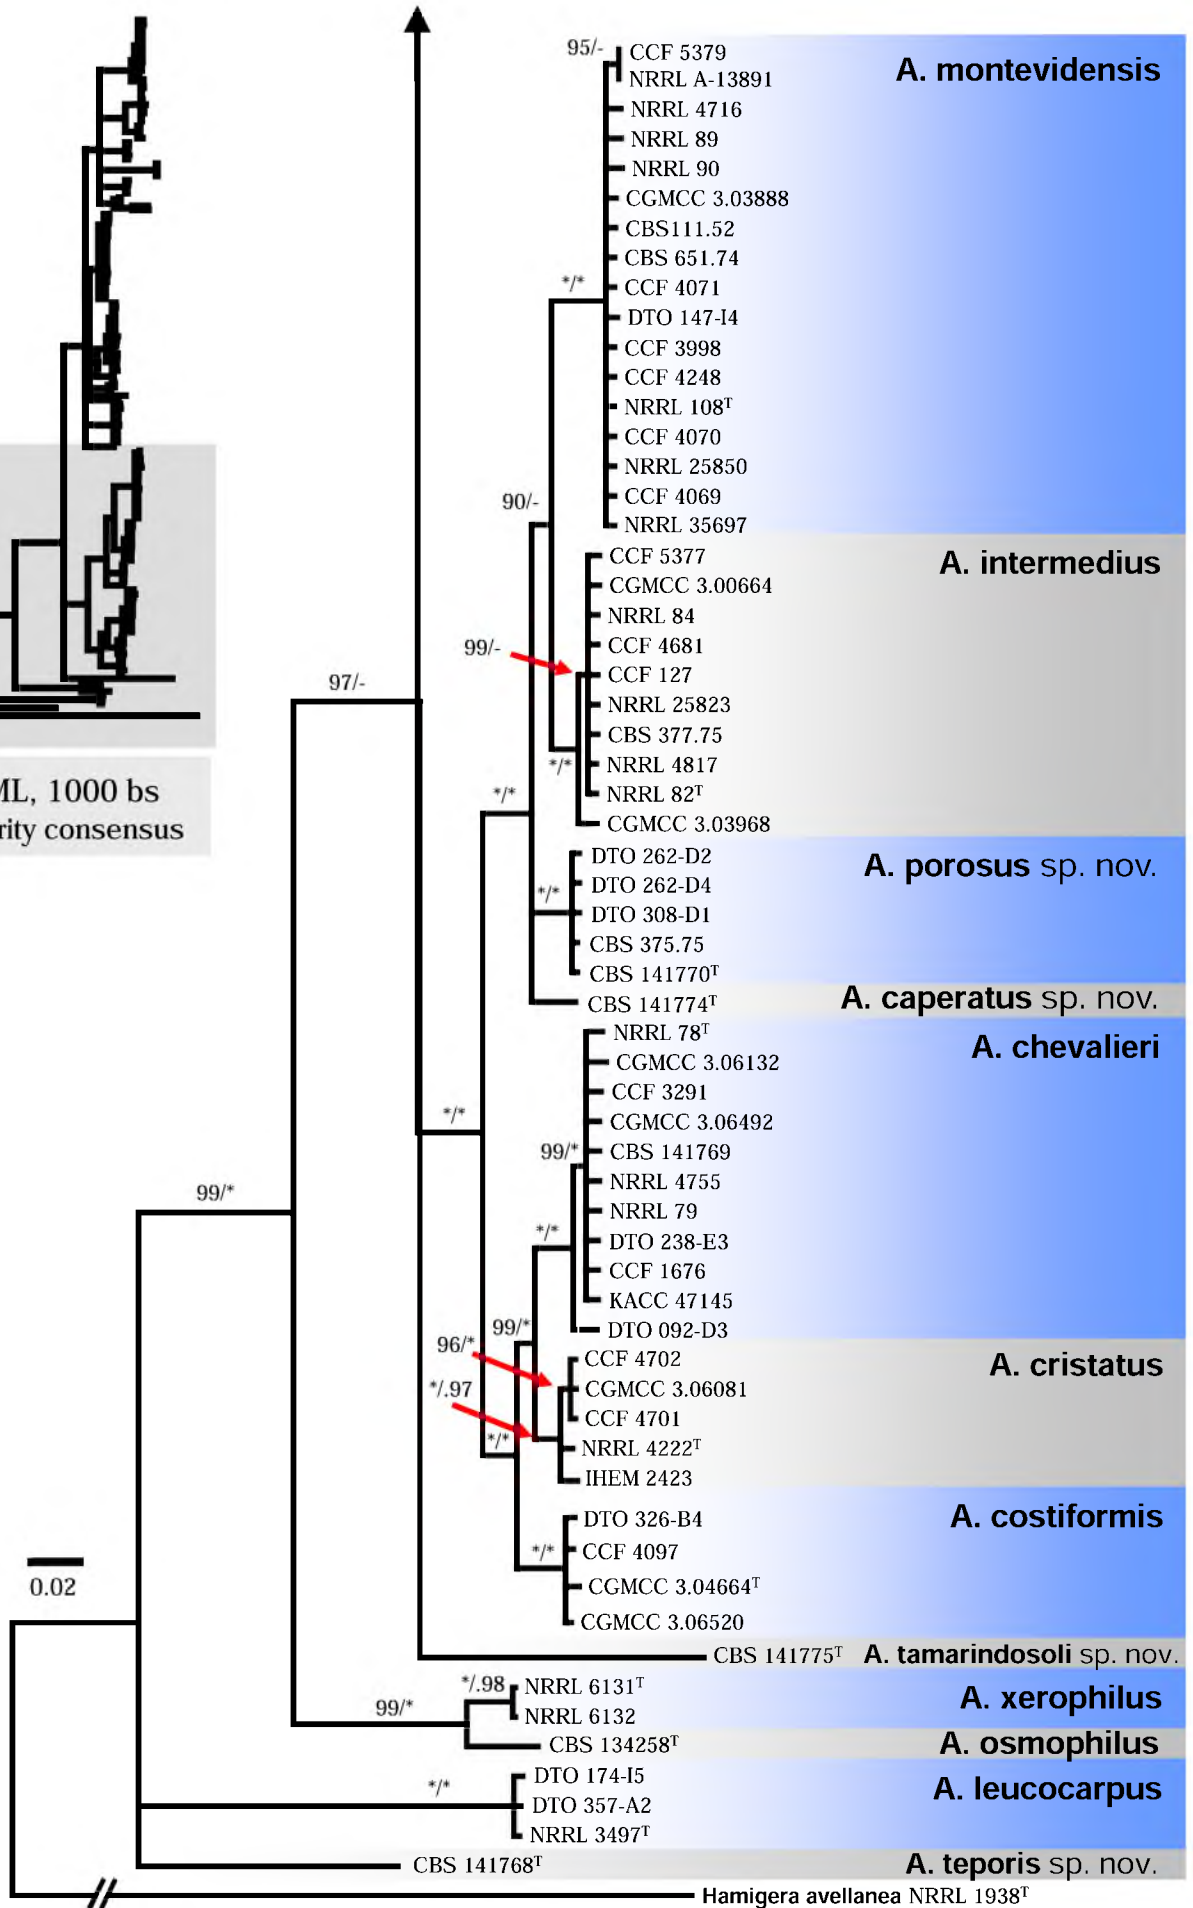 95/-
CCF 5379
A. montevidensis
NRRL A-13891
NRRL 4716
NRRL 89
NRRL 90
CGMCC 3.03888
CBS111.52
CBS 651.74
*/*
CCF 4071
DTO 147-I4
CCF 3998
CCF 4248
NRRL 108ᵀ
CCF 4070
NRRL 25850
90/-
CCF 4069
NRRL 35697
CCF 5377
A. intermedius
CGMCC 3.00664
NRRL 84
99/-
CCF 4681
CCF 127
97/-
NRRL 25823
CBS 377.75
*/*
NRRL 4817
ML, 1000 bs
*/*
NRRL 82ᵀ
rity consensus
CGMCC 3.03968
DTO 262-D2
A. porosus sp. nov.
*/*
DTO 262-D4
DTO 308-D1
CBS 375.75
CBS 141770ᵀ
CBS 141774ᵀ
A. caperatus sp. nov.
NRRL 78ᵀ
A. chevalieri
CGMCC 3.06132
CCF 3291
*/*
CGMCC 3.06492
99/*
CBS 141769
NRRL 4755
99/*
NRRL 79
*/*
DTO 238-E3
CCF 1676
KACC 47145
99/*
DTO 092-D3
96/*
CCF 4702
A. cristatus
*/.97
CGMCC 3.06081
CCF 4701
*/*
NRRL 4222ᵀ
IHEM 2423
DTO 326-B4
A. costiformis
*/*
CCF 4097
0.02
CGMCC 3.04664ᵀ
CGMCC 3.06520
CBS 141775ᵀ A. tamarindosoli sp. nov.
*/.98
NRRL 6131ᵀ
A. xerophilus
99/*
NRRL 6132
CBS 134258ᵀ
A. osmophilus
DTO 174-I5
*/*
A. leucocarpus
DTO 357-A2
NRRL 3497ᵀ
CBS 141768ᵀ
A. teporis sp. nov.
Hamigera avellanea NRRL 1938ᵀ